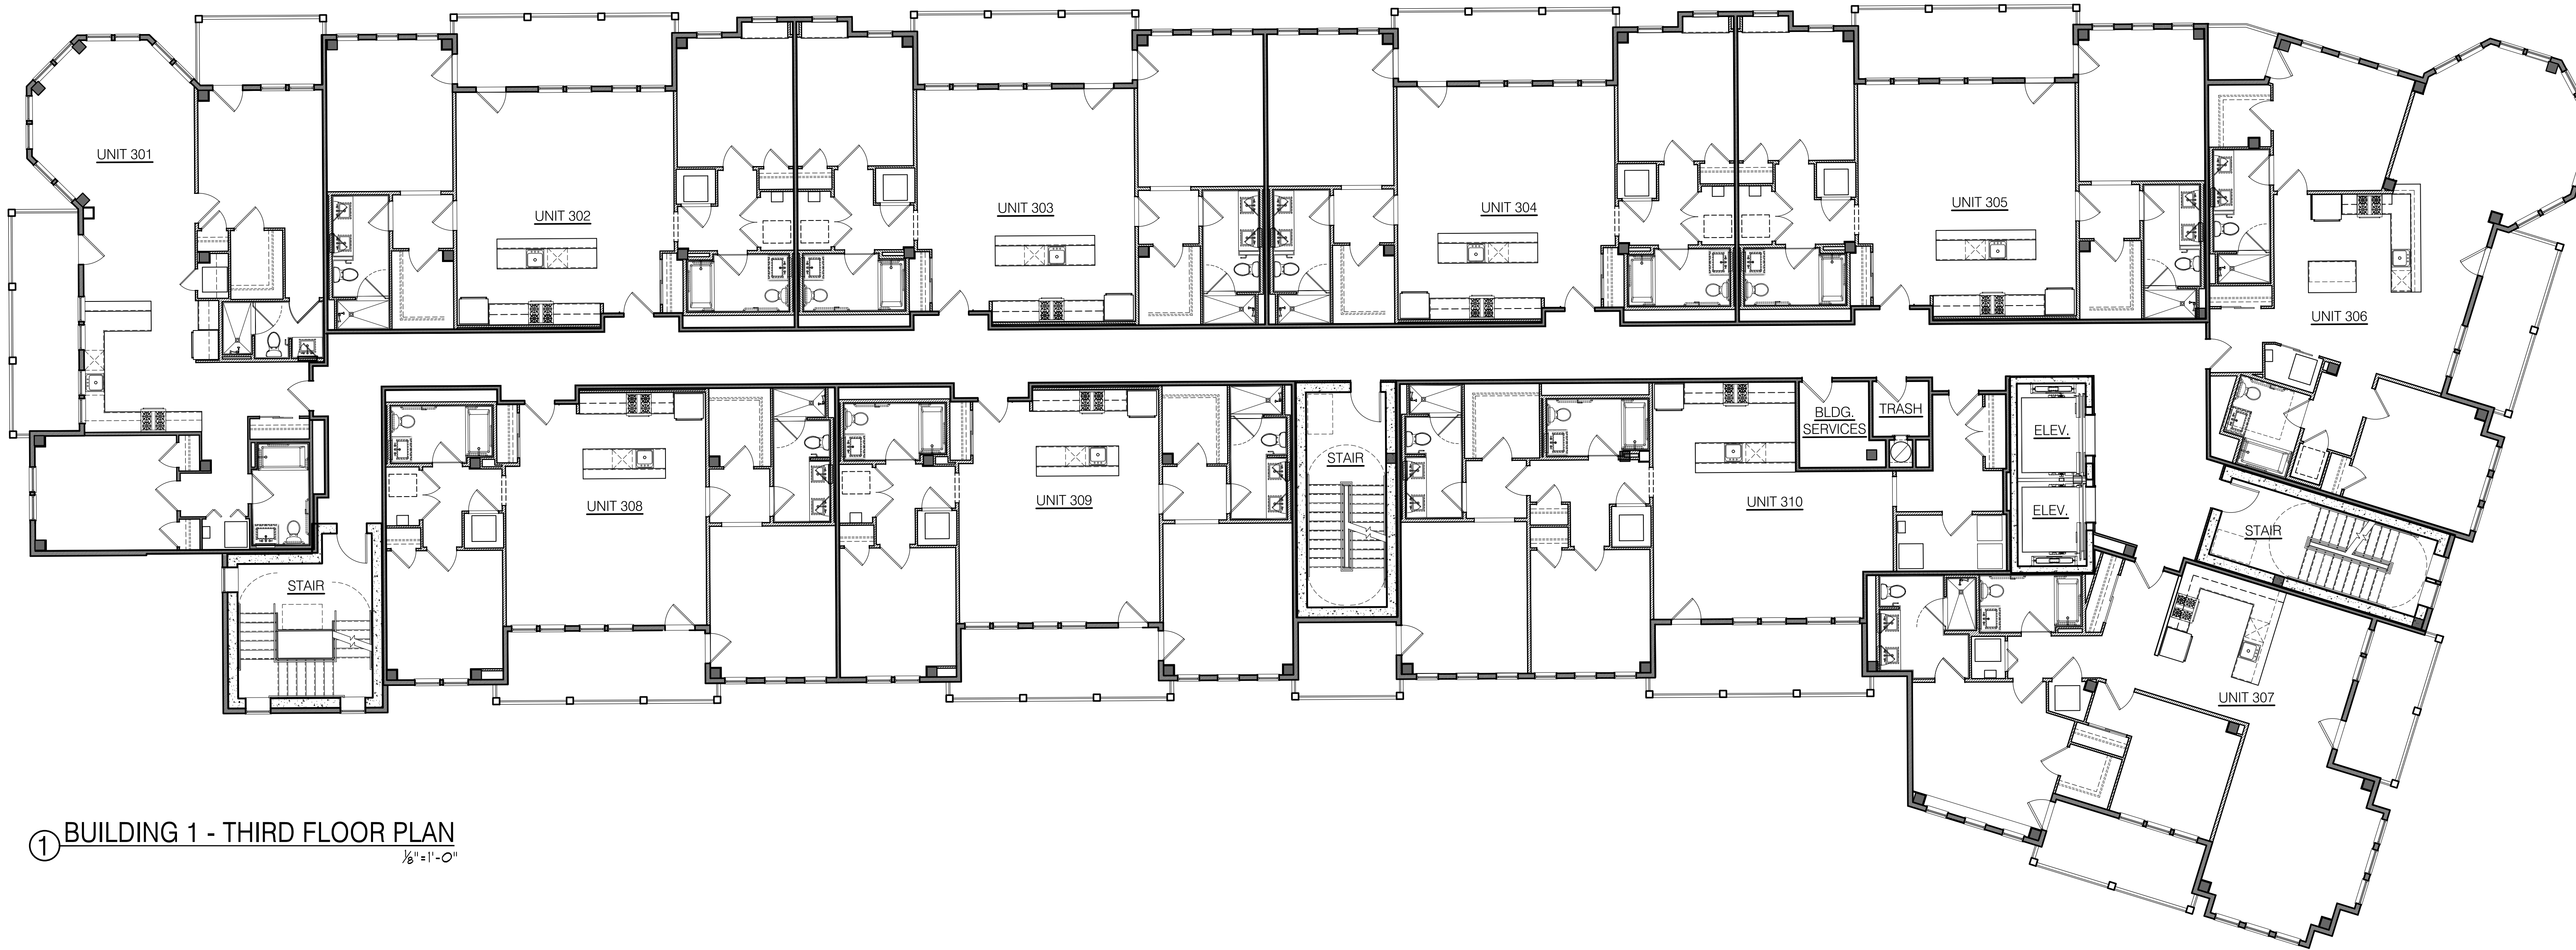 UNIT 301
UNIT 302
UNIT 303
UNIT 304
UNIT 305
UNIT 306
UNIT 308
UNIT 309
STAIR
UNIT 310
BLDG.
SERVICES
TRASH
ELEV.
ELEV.
STAIR
STAIR
UNIT 307
1 BUILDING 1 - THIRD FLOOR PLAN
1/8"=1'-0"